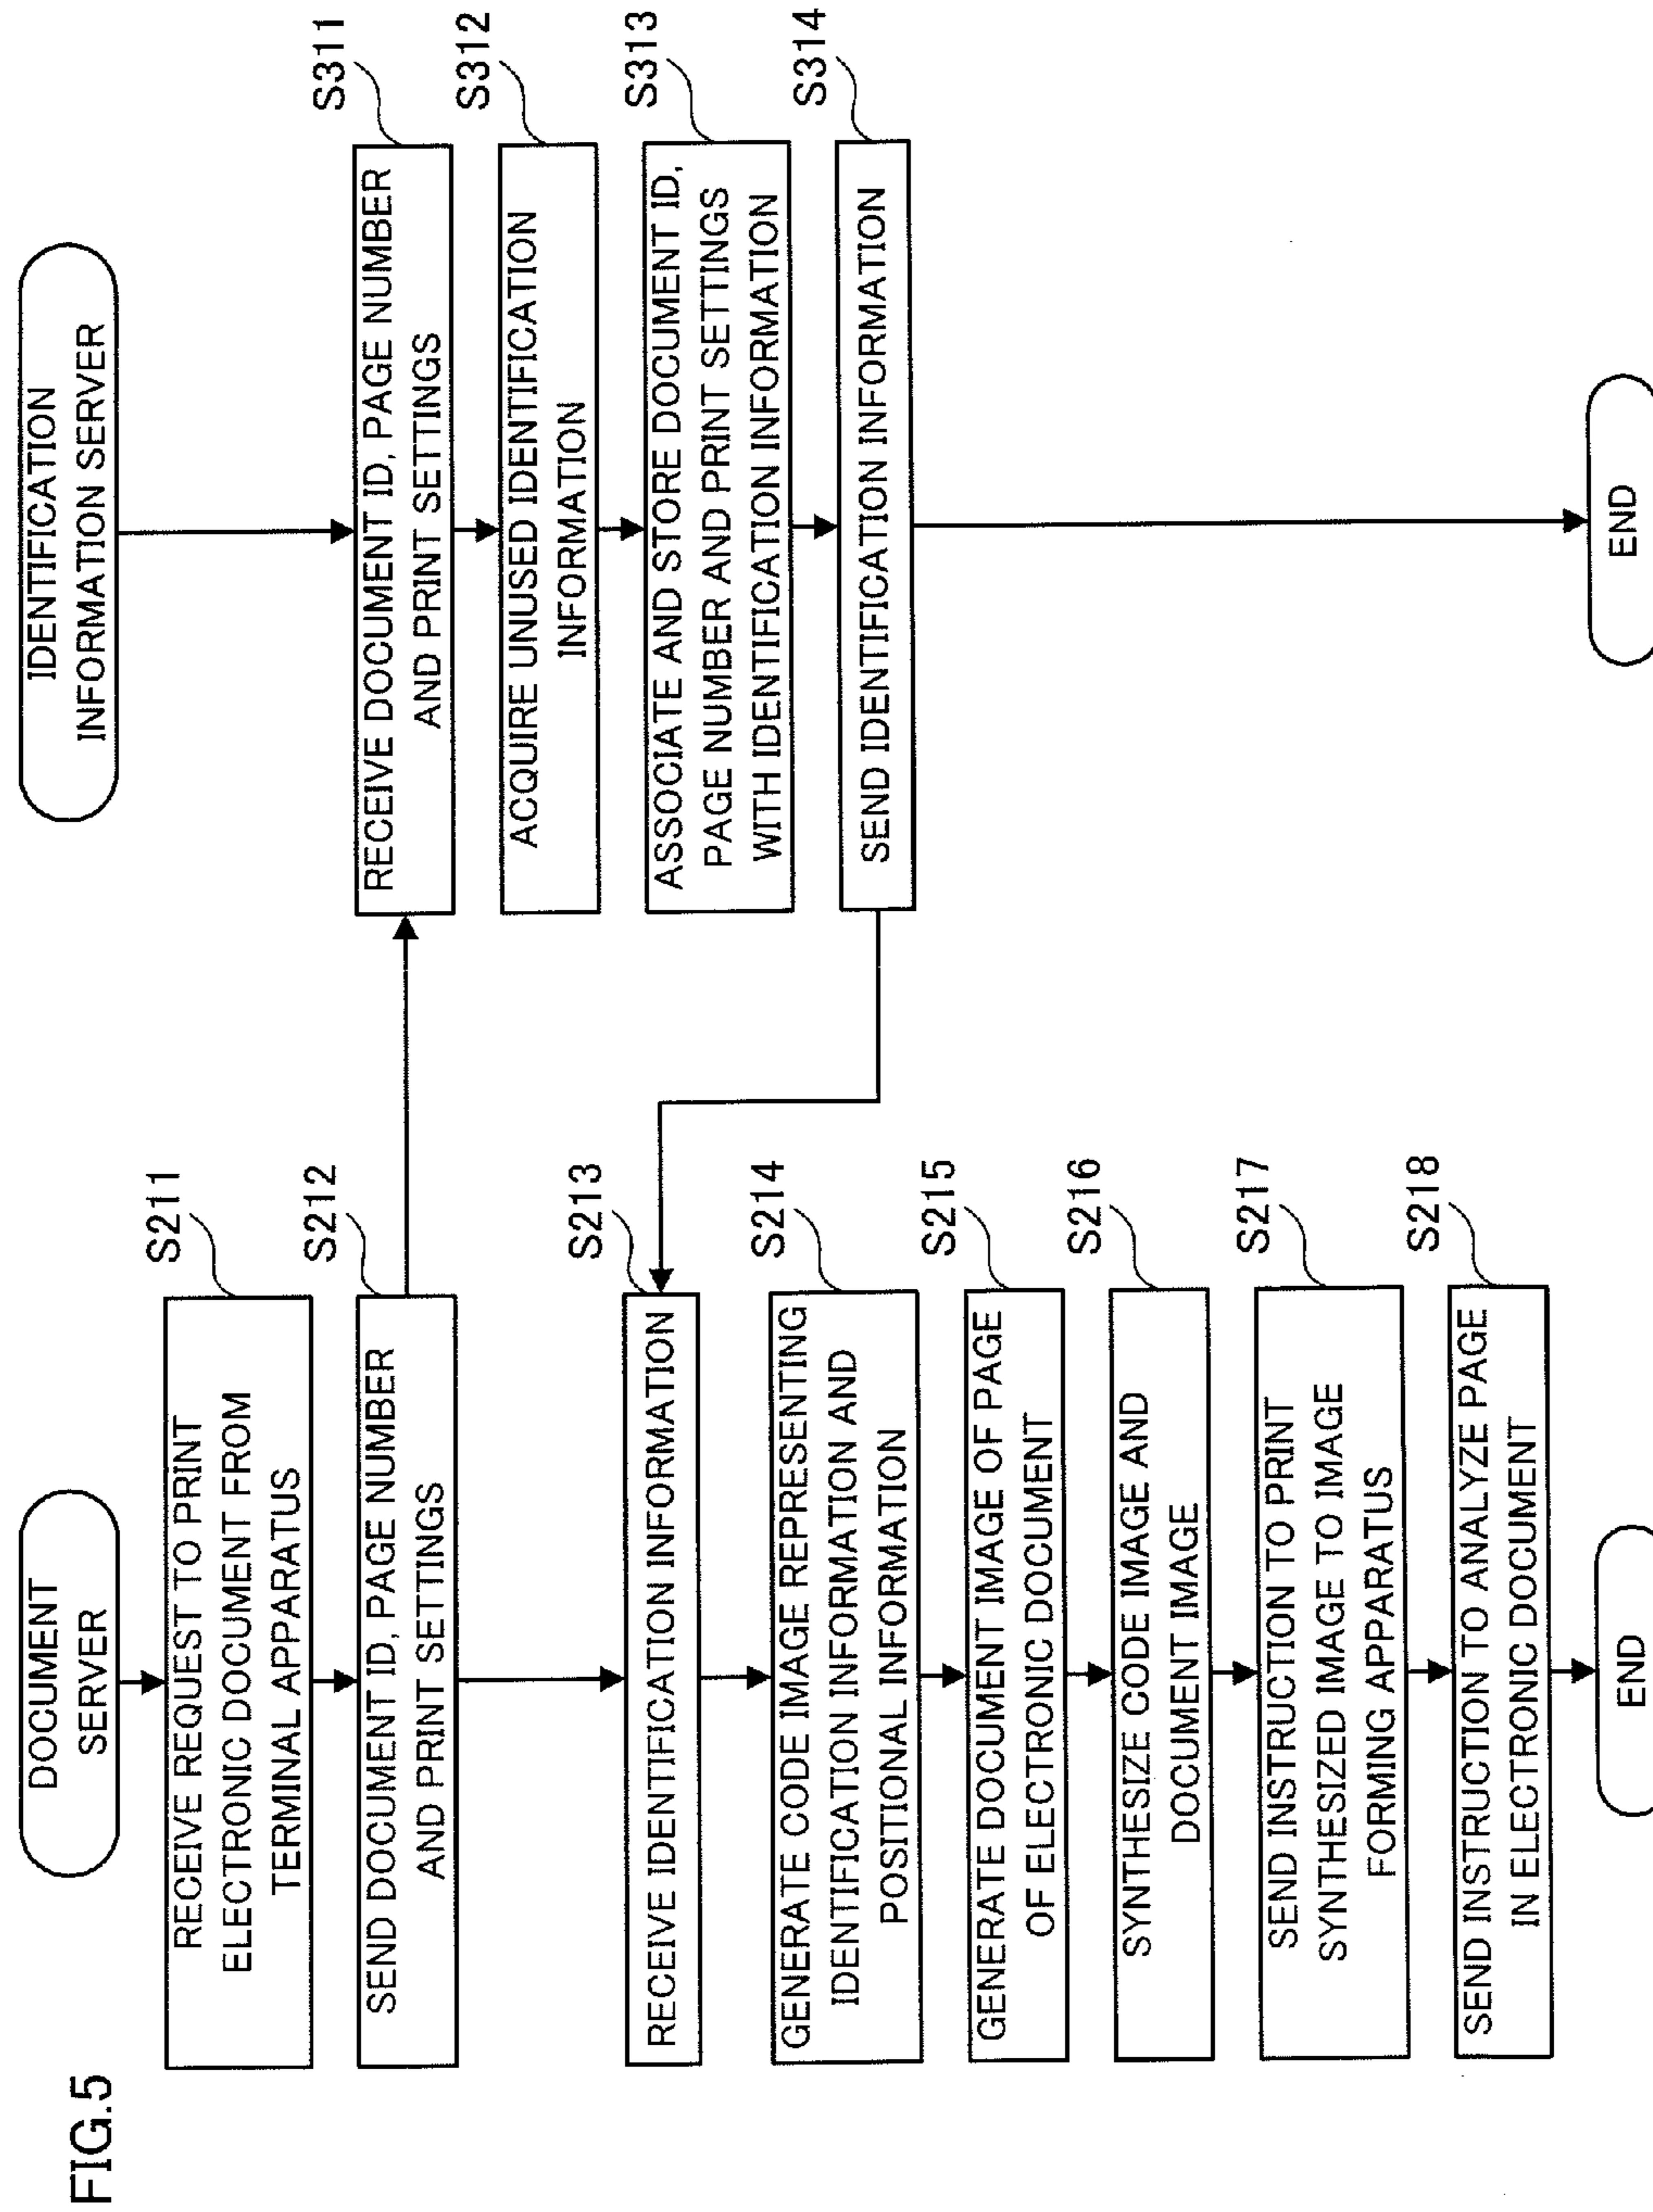 FIG.5
DOCUMENT
SERVER
RECEIVE REQUEST TO PRINT
ELECTRONIC DOCUMENT FROM
TERMINAL APPARATUS
S211
SEND DOCUMENT ID, PAGE NUMBER
AND PRINT SETTINGS
S212
RECEIVE IDENTIFICATION INFORMATION
S213
GENERATE CODE IMAGE REPRESENTING
IDENTIFICATION INFORMATION AND
POSITIONAL INFORMATION
S214
GENERATE DOCUMENT IMAGE OF PAGE
OF ELECTRONIC DOCUMENT
S215
SYNTHESIZE CODE IMAGE AND
DOCUMENT IMAGE
S216
SEND INSTRUCTION TO PRINT
SYNTHESIZED IMAGE TO IMAGE
FORMING APPARATUS
S217
SEND INSTRUCTION TO ANALYZE PAGE
IN ELECTRONIC DOCUMENT
S218
END
IDENTIFICATION
INFORMATION SERVER
RECEIVE DOCUMENT ID, PAGE NUMBER
AND PRINT SETTINGS
S311
ACQUIRE UNUSED IDENTIFICATION
INFORMATION
S312
ASSOCIATE AND STORE DOCUMENT ID,
PAGE NUMBER AND PRINT SETTINGS
WITH IDENTIFICATION INFORMATION
S313
SEND IDENTIFICATION INFORMATION
S314
END